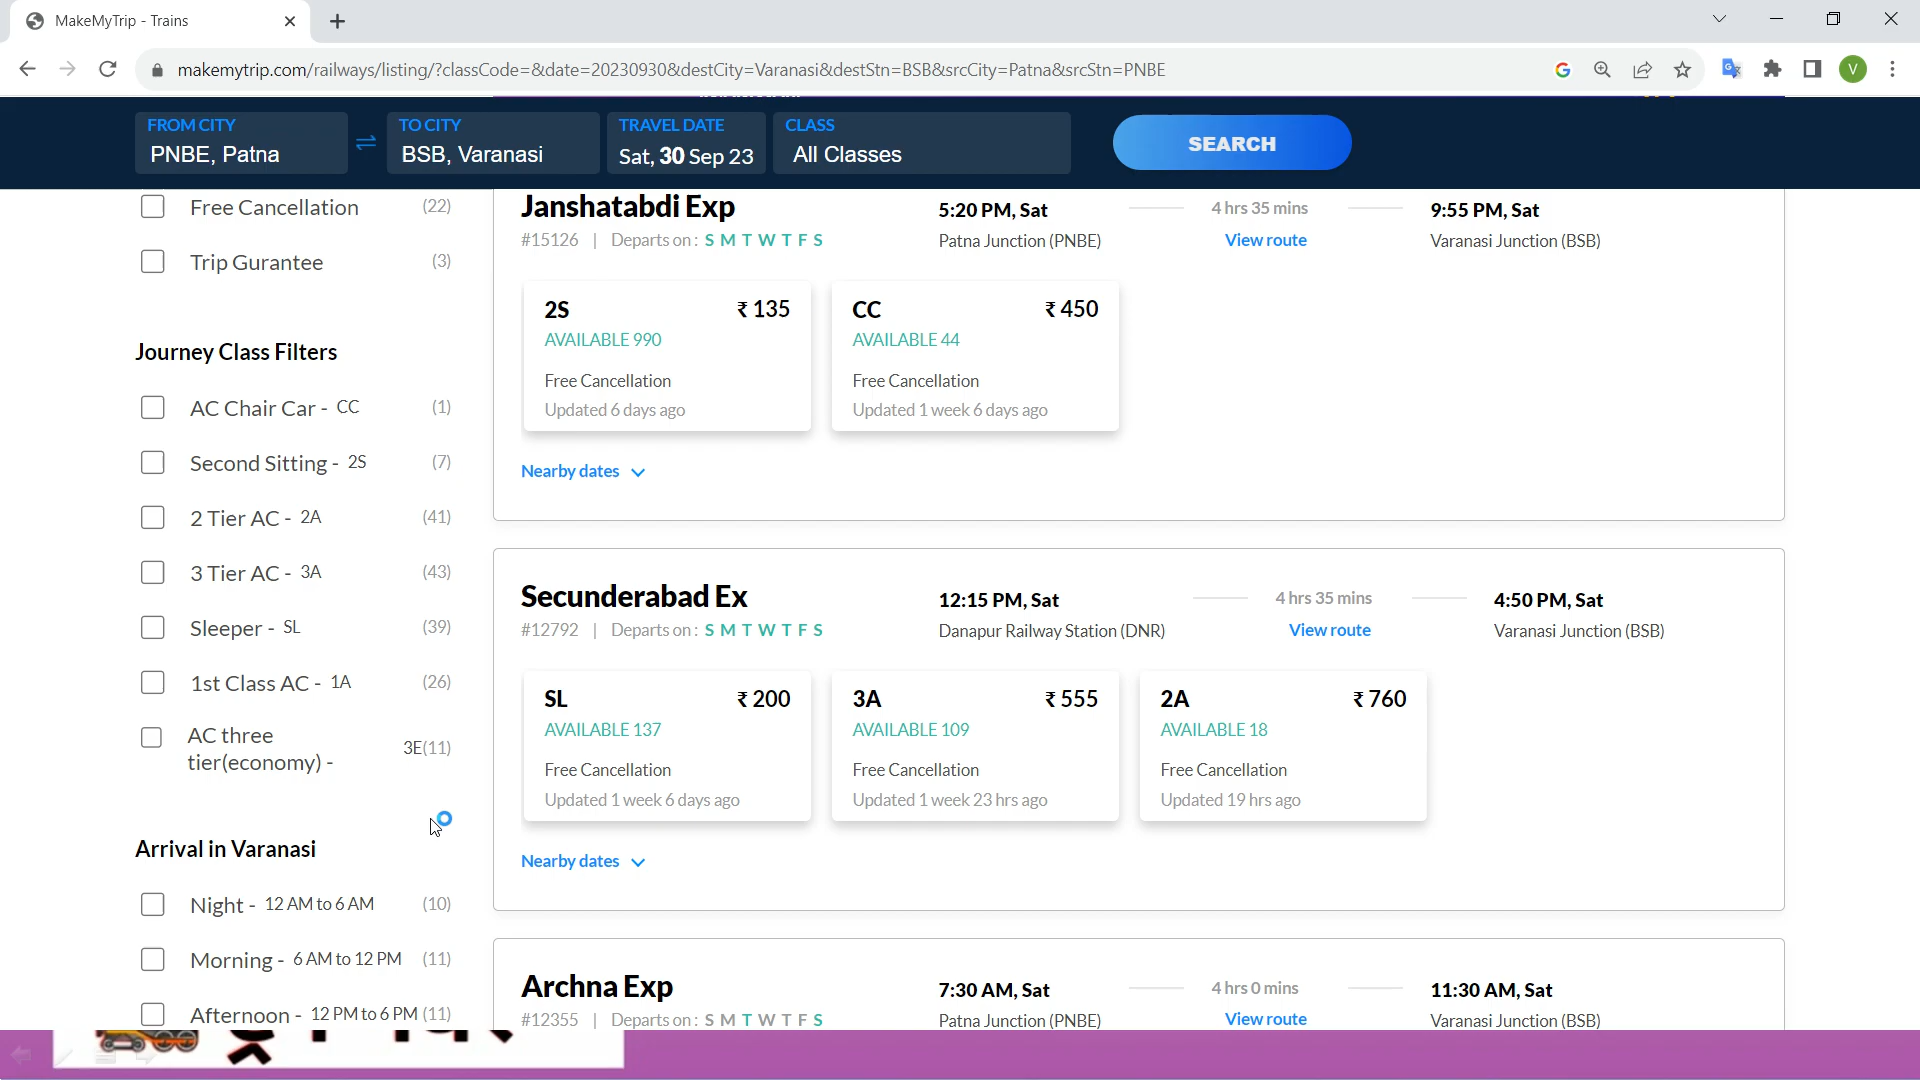 MakeMyTrip - Trains
makemytrip.com/railways/listing/?classCode=&date=20230930&destCity=Varanasi&destStn=BSB&srcCity=Patna&srcStn=PNBE
V
FROM CITY
PNBE, Patna
TO CITY
BSB, Varanasi
TRAVEL DATE
Sat, 30 Sep 23
CLASS
All Classes
SEARCH
Free Cancellation (22)
Trip Gurantee (3)
Journey Class Filters
AC Chair Car - CC (1)
Second Sitting - 2S (7)
2 Tier AC - 2A (41)
3 Tier AC - 3A (43)
Sleeper - SL (39)
1st Class AC - 1A (26)
AC three
tier(economy) - 3E(11)
Arrival in Varanasi
Night - 12 AM to 6 AM (10)
Morning - 6 AM to 12 PM (11)
Afternoon - 12 PM to 6 PM (11)
Janshatabdi Exp
#15126 | Departs on : S M T W T F S
5:20 PM, Sat
Patna Junction (PNBE)
4 hrs 35 mins
View route
9:55 PM, Sat
Varanasi Junction (BSB)
2S ₹ 135
AVAILABLE 990
Free Cancellation
Updated 6 days ago
CC ₹ 450
AVAILABLE 44
Free Cancellation
Updated 1 week 6 days ago
Nearby dates
Secunderabad Ex
#12792 | Departs on : S M T W T F S
12:15 PM, Sat
Danapur Railway Station (DNR)
4 hrs 35 mins
View route
4:50 PM, Sat
Varanasi Junction (BSB)
SL ₹ 200
AVAILABLE 137
Free Cancellation
Updated 1 week 6 days ago
3A ₹ 555
AVAILABLE 109
Free Cancellation
Updated 1 week 23 hrs ago
2A ₹ 760
AVAILABLE 18
Free Cancellation
Updated 19 hrs ago
Nearby dates
Archna Exp
#12355 | Departs on : S M T W T F S
7:30 AM, Sat
Patna Junction (PNBE)
4 hrs 0 mins
View route
11:30 AM, Sat
Varanasi Junction (BSB)